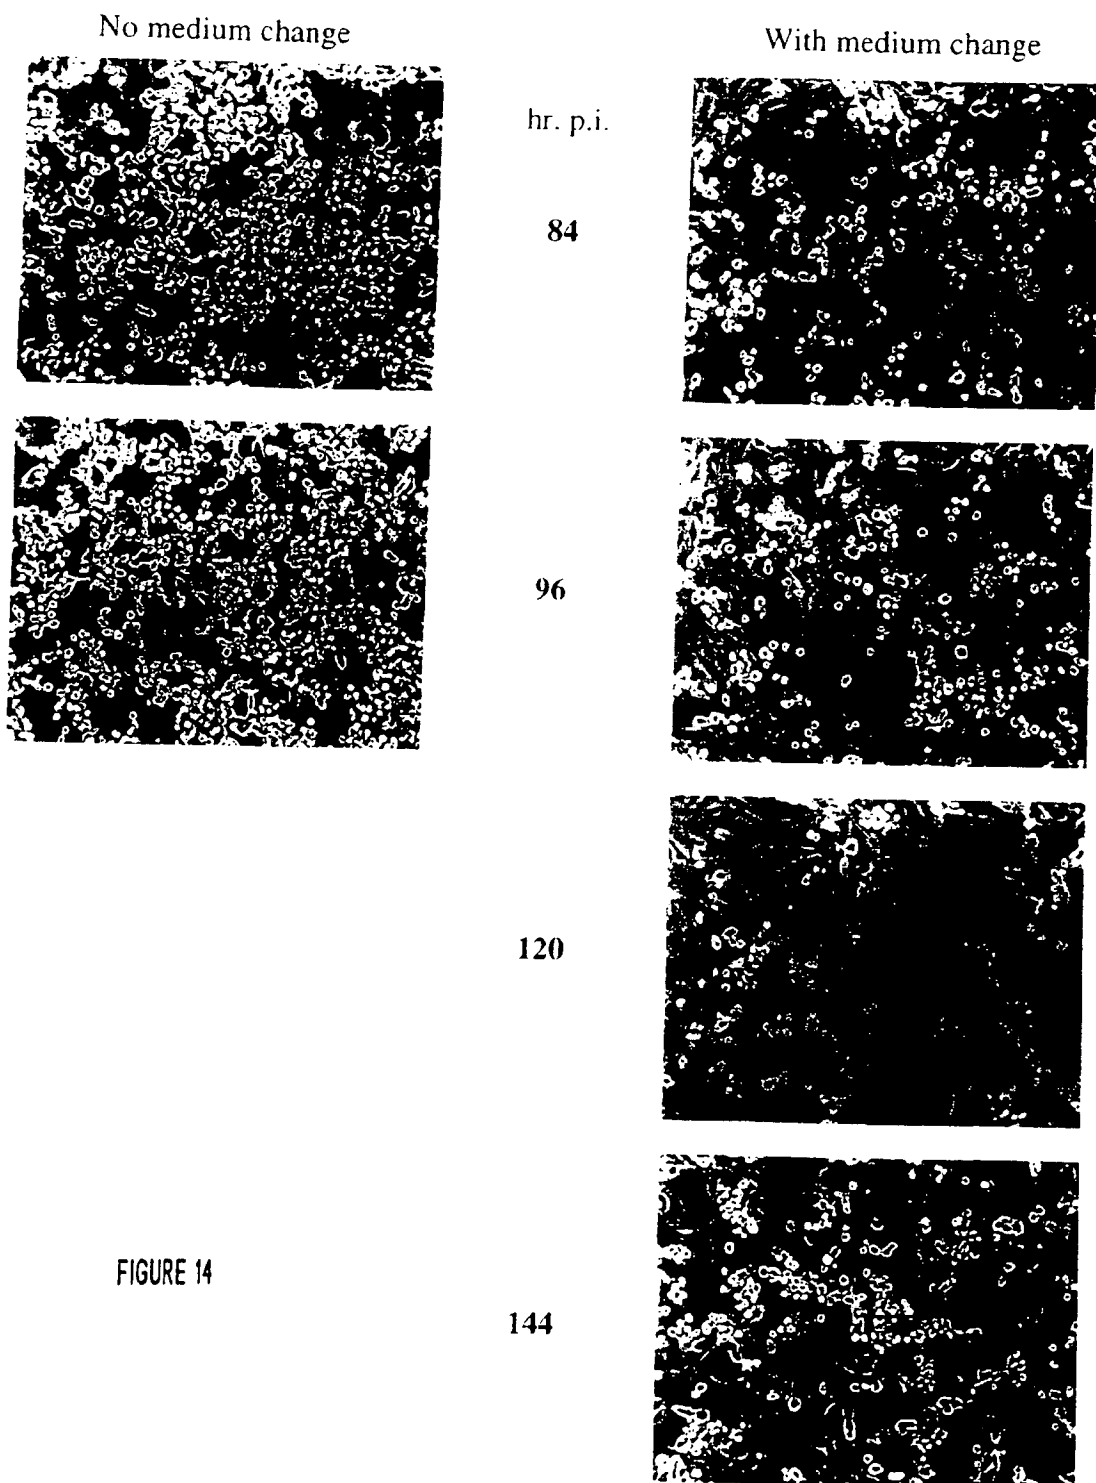 No medium change
With medium change
hr. p.i.
84
96
120
144
FIGURE 14